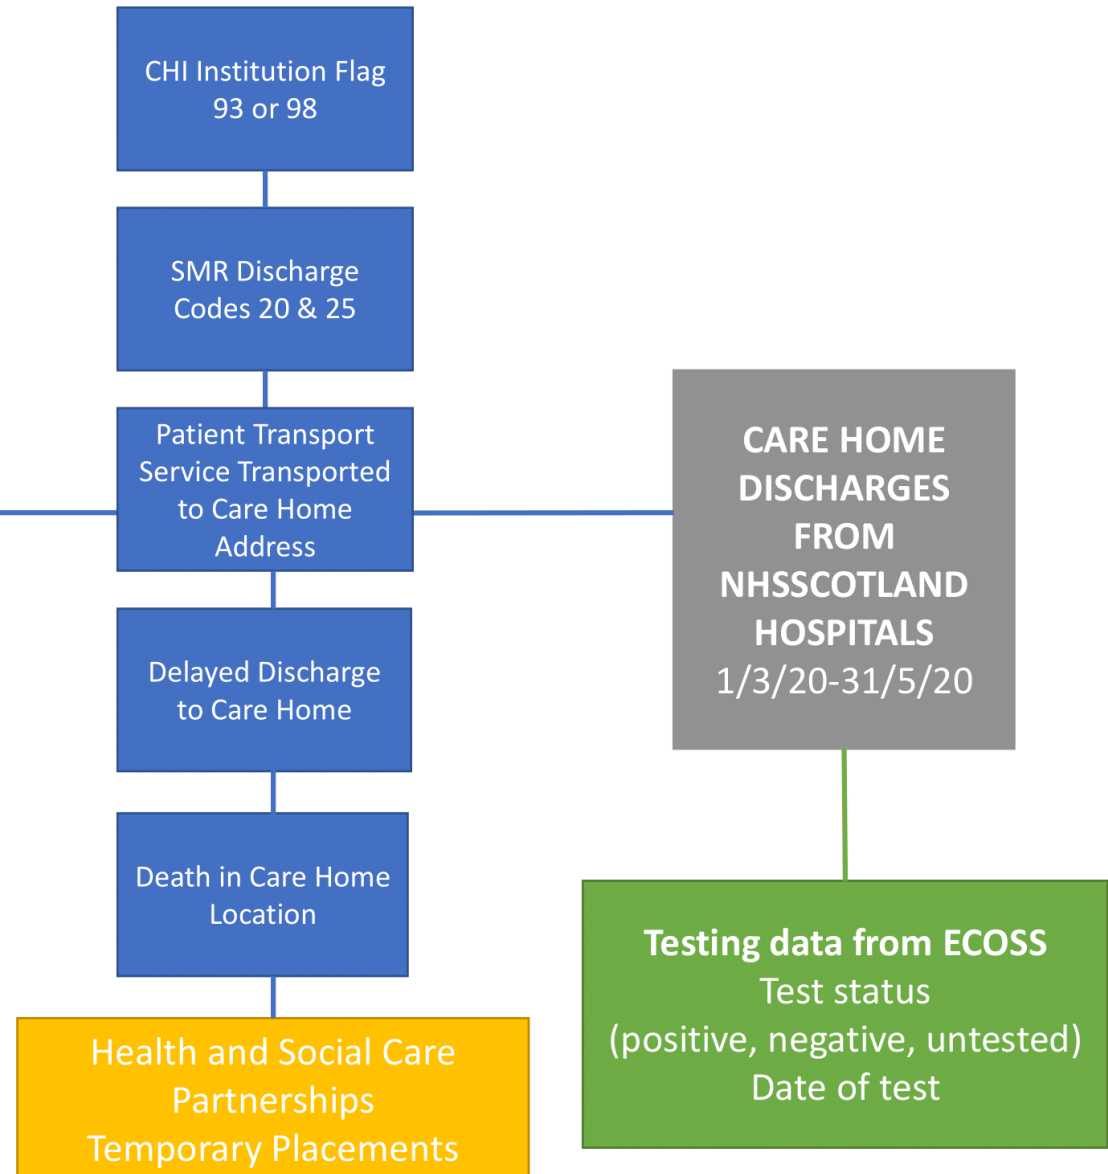 CHI Institution Flag
93 or 98
SMR Discharge
Codes 20 & 25
Patient Transport
Service Transported
to Care Home
Address
Delayed Discharge
to Care Home
Death in Care Home
Location
Health and Social Care
Partnerships
Temporary Placements
CARE HOME
DISCHARGES
FROM
NHSSCOTLAND
HOSPITALS
1/3/20-31/5/20
Testing data from ECOSS
Test status
(positive, negative, untested)
Date of test